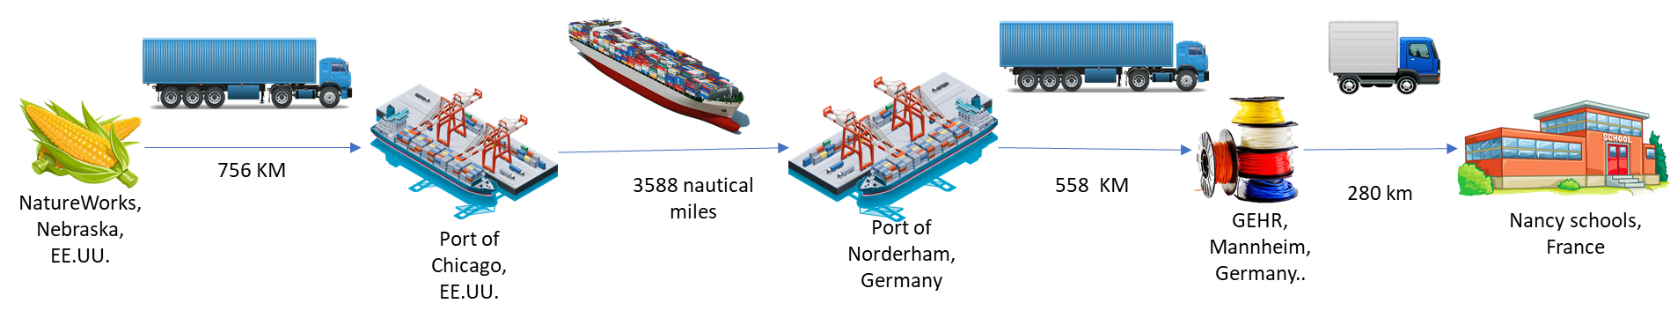 NatureWorks,
Nebraska,
EE.UU.
756 KM
Port of
Chicago,
EE.UU.
3588 nautical
miles
Port of
Norderham,
Germany
558 KM
GEHR,
Mannheim,
Germany..
280 km
SCHOOL
Nancy schools,
France